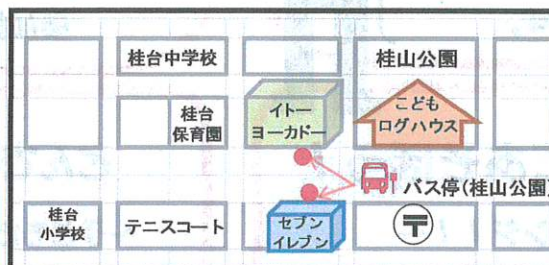 桂台中学校
桂山公園
桂台
保育園
イトー
ヨーカドー
こども
ログハウス
バス停(桂山公園)
桂台
小学校
テニスコート
セブン
イレブン
〒